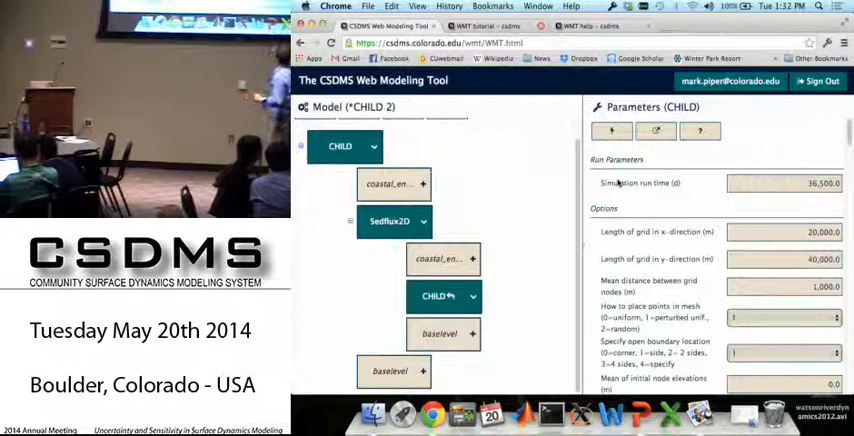 Chrome File Edit View History Bookmarks Window Help 100% Tue 1:32 PM
CSDMS Web Modeling Tool WMT tutorial - csdms WMT help - csdms
https://csdms.colorado.edu/wmt/WMT.html
Apps Gmail Facebook CUwebmail Wikipedia News Dropbox Google Scholar Winter Park Resort Other Bookmarks
The CSDMS Web Modeling Tool
mark.piper@colorado.edu
Sign Out
Model (*CHILD 2)
CHILD
coastal_en... +
Sedflux2D
coastal_en... +
CHILD
baselevel +
baselevel +
Parameters (CHILD)
?
Run Parameters
Simulation run time (d) 36,500.0
Options
Length of grid in x-direction (m) 20,000.0
Length of grid in y-direction (m) 40,000.0
Mean distance between grid
nodes (m) 1,000.0
How to place points in mesh
(0=uniform, 1=perturbed unif.,
2=random) 1
Specify open boundary location
(0=corner, 1=side, 2= 2 sides,
3=4 sides, 4=specify 1
Mean of initial node elevations
(m) 0.0
20
watsonriverdyn
amics2012.avi
CSDMS
COMMUNITY SURFACE DYNAMICS MODELING SYSTEM
Tuesday May 20th 2014
Boulder, Colorado - USA
2014 Annual Meeting Uncertainty and Sensitivity in Surface Dynamics Modeling